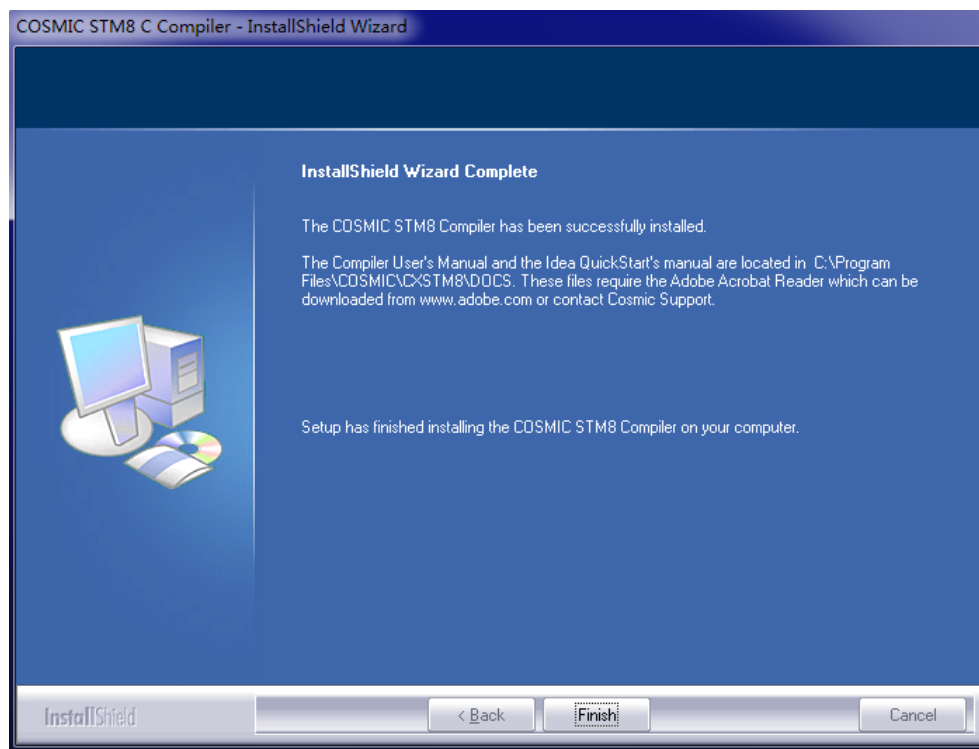 COSMIC STM8 C Compiler - InstallShield Wizard
InstallShield Wizard Complete
The COSMIC STM8 Compiler has been successfully installed.
The Compiler User's Manual and the Idea QuickStart's manual are located in C:\Program
Files\COSMIC\CXSTM8\DOCS. These files require the Adobe Acrobat Reader which can be
downloaded from www.adobe.com or contact Cosmic Support.
Setup has finished installing the COSMIC STM8 Compiler on your computer.
InstallShield
< Back
Finish
Cancel